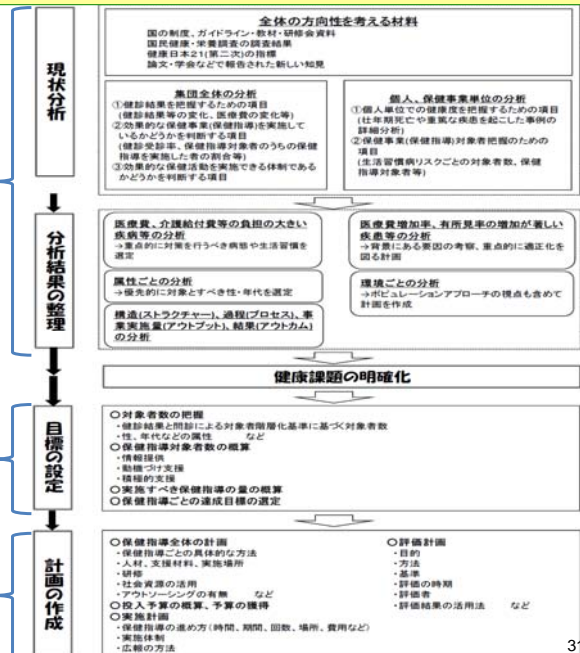 現状分析
全体の方向性を考える材料
国の制度、ガイドライン・教材・研修会資料
国民健康・栄養調査の調査結果
健康日本21(第二次)の指標
論文・学会などで報告された新しい知見
集団全体の分析
①健診結果を把握するための項目
(健診結果等の変化、医療費の変化等)
②効果的な保健事業(保健指導)を実施して
いるかどうかを判断する項目
(健診受診率、保健指導対象者のうちの保健
指導を実施した者の割合等)
③効果的な保健活動を実施できる体制である
かどうかを判断する項目
個人、保健事業単位の分析
①個人単位での健康度を把握するための項目
(壮年期死亡や重篤な疾患を起こした事例の
詳細分析)
②保健事業(保健指導)対象者把握のための
項目
(生活習慣病リスクごとの対象者数、保健
指導対象者等)
分析結果の整理
医療費、介護給付費等の負担の大きい
疾病等の分析
→重点的に対策を行うべき病態や生活習慣を
選定
属性ごとの分析
→優先的に対象とすべき性・年代を選定
構造(ストラクチャー)、過程(プロセス)、事
業実施量(アウトプット)、結果(アウトカム)
の分析
医療費増加率、有所見率の増加が著しい
疾患等の分析
→背景にある要因の考察、重点的に適正化を
図る計画
環境ごとの分析
→ポピュレーションアプローチの視点も含めて
計画を作成
健康課題の明確化
目標の設定
○対象者数の把握
・健診結果と問診による対象者階層化基準に基づく対象者数
・性、年代などの属性 など
○保健指導対象者数の概算
・情報提供
・動機づけ支援
・積極的支援
○実施すべき保健指導の量の概算
○保健指導ごとの達成目標の選定
計画の作成
○保健指導全体の計画
・保健指導ごとの具体的な方法
・人材、支援材料、実施場所
・研修
・社会資源の活用
・アウトソーシングの有無 など
○投入予算の概算、予算の獲得
○実施計画
・保健指導の進め方(時間、期間、回数、場所、費用など)
・実施体制
・広報の方法
○評価計画
・目的
・方法
・基準
・評価の時期
・評価者
・評価結果の活用法 など
31